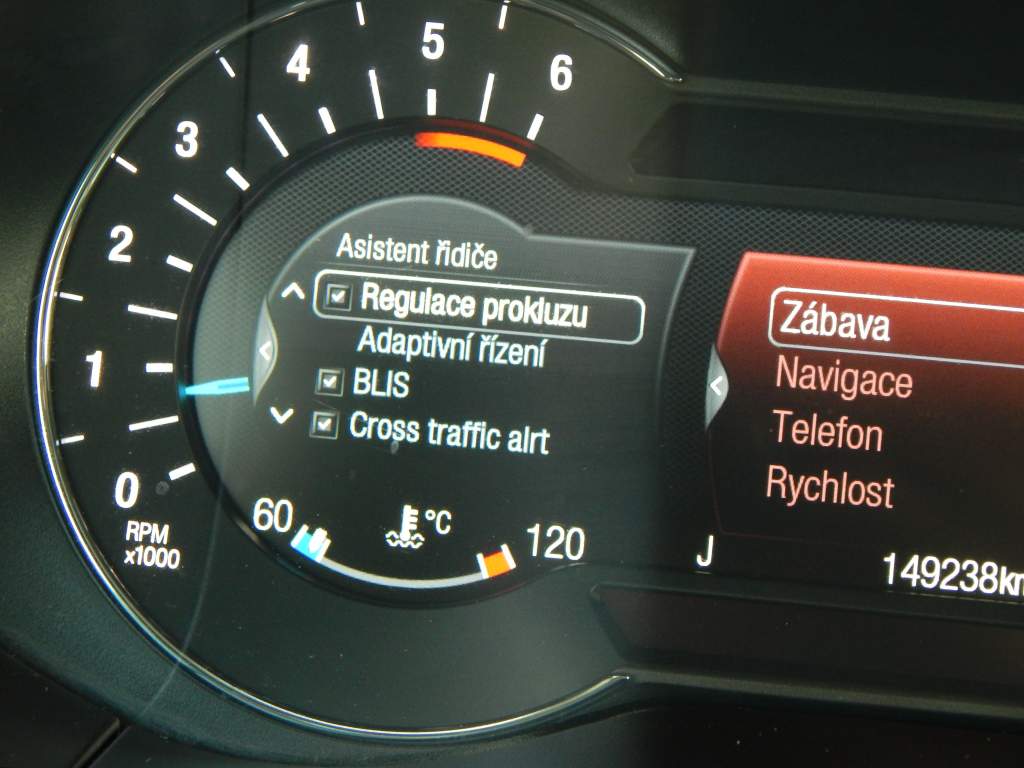 6
5
4
3
2
1
0
RPM
x1000
Asistent řidiče
Regulace prokluzu
Adaptivní řízení
BLIS
Cross traffic alrt
60
°C
120
Zábava
Navigace
Telefon
Rychlost
J
149238km